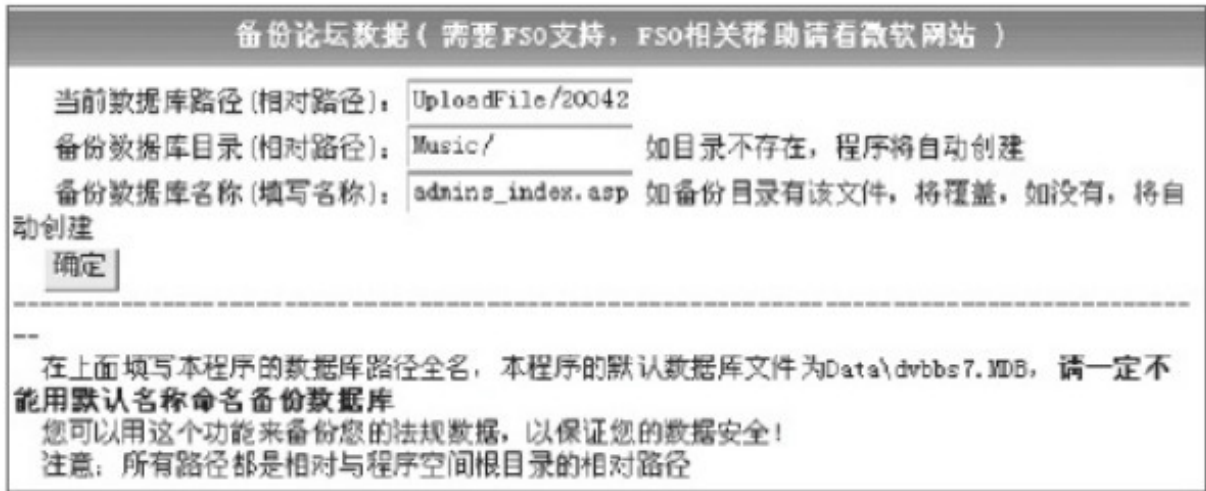 备份论坛数据( 需要FSO支持，FSO相关帮助请看微软网站 )
当前数据库路径(相对路径)：UploadFile/20042
备份数据库目录(相对路径)：Music/ 如目录不存在，程序将自动创建
备份数据库名称(填写名称)：admins_index.asp 如备份目录有该文件，将覆盖，如没有，将自
动创建
确定
在上面填写本程序的数据库路径全名，本程序的默认数据库文件为Data\dvbbs7.MDB，请一定不
能用默认名称命名备份数据库
您可以用这个功能来备份您的法规数据，以保证您的数据安全！
注意：所有路径都是相对与程序空间根目录的相对路径